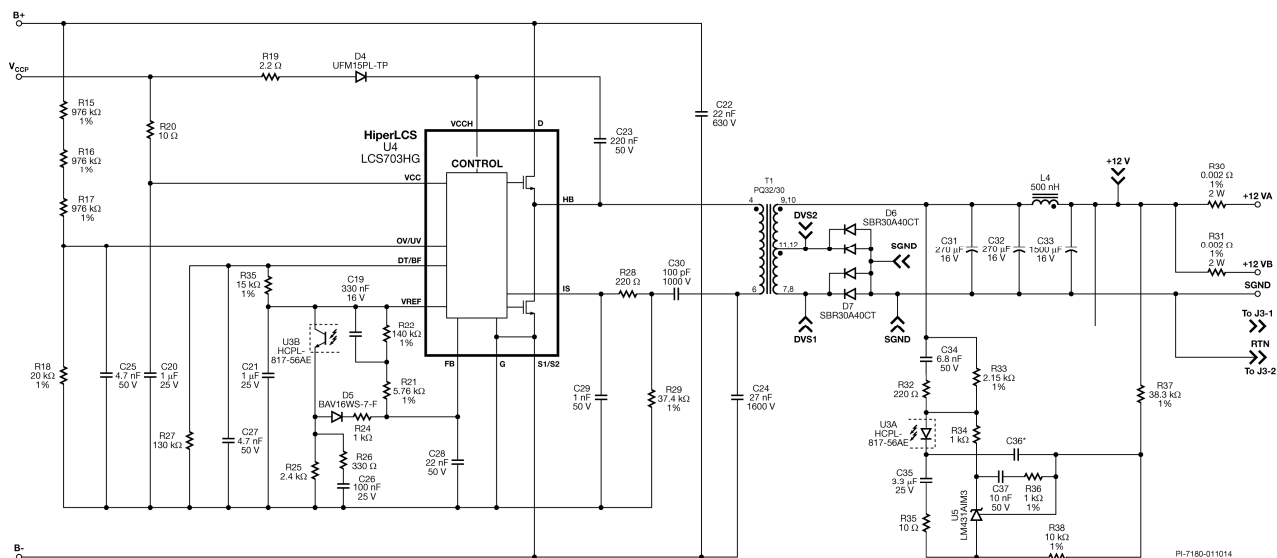 B+
V_CCP
R19
2.2 Ω
D4
UFM15PL-TP
R15
976 kΩ
1%
R16
976 kΩ
1%
R17
976 kΩ
1%
R20
10 Ω
HiperLCS
U4
LCS703HG
VCCH
D
CONTROL
VCC
HB
OV/UV
DT/BF
VREF
IS
FB
G
S1/S2
C23
220 nF
50 V
C22
22 nF
630 V
R35
15 kΩ
1%
C19
330 nF
16 V
U3B
HCPL-
817-56AE
R22
140 kΩ
1%
R21
5.76 kΩ
1%
D5
BAV16WS-7-F
R24
1 kΩ
R18
20 kΩ
1%
C25
4.7 nF
50 V
C20
1 µF
25 V
C21
1 µF
25 V
R27
130 kΩ
C27
4.7 nF
50 V
R25
2.4 kΩ
R26
330 Ω
C26
100 nF
25 V
C28
22 nF
50 V
R28
220 Ω
C30
100 pF
1000 V
C29
1 nF
50 V
R29
37.4 kΩ
1%
C24
27 nF
1600 V
T1
PQ32/30
4
9,10
11,12
6
7,8
DVS2
DVS1
D6
SBR30A40CT
SGND
D7
SBR30A40CT
SGND
C31
270 µF
16 V
C32
270 µF
16 V
C33
1500 µF
16 V
L4
500 nH
+12 V
R30
0.002 Ω
1%
2 W
+12 VA
R31
0.002 Ω
1%
2 W
+12 VB
SGND
To J3-1
RTN
To J3-2
C34
6.8 nF
50 V
R33
2.15 kΩ
1%
R32
220 Ω
U3A
HCPL-
817-56AE
R34
1 kΩ
R37
38.3 kΩ
1%
C36*
C35
3.3 µF
25 V
C37
10 nF
50 V
R36
1 kΩ
1%
R35
10 Ω
U5
LM431AIM3
R38
10 kΩ
1%
B-
PI-7180-011014